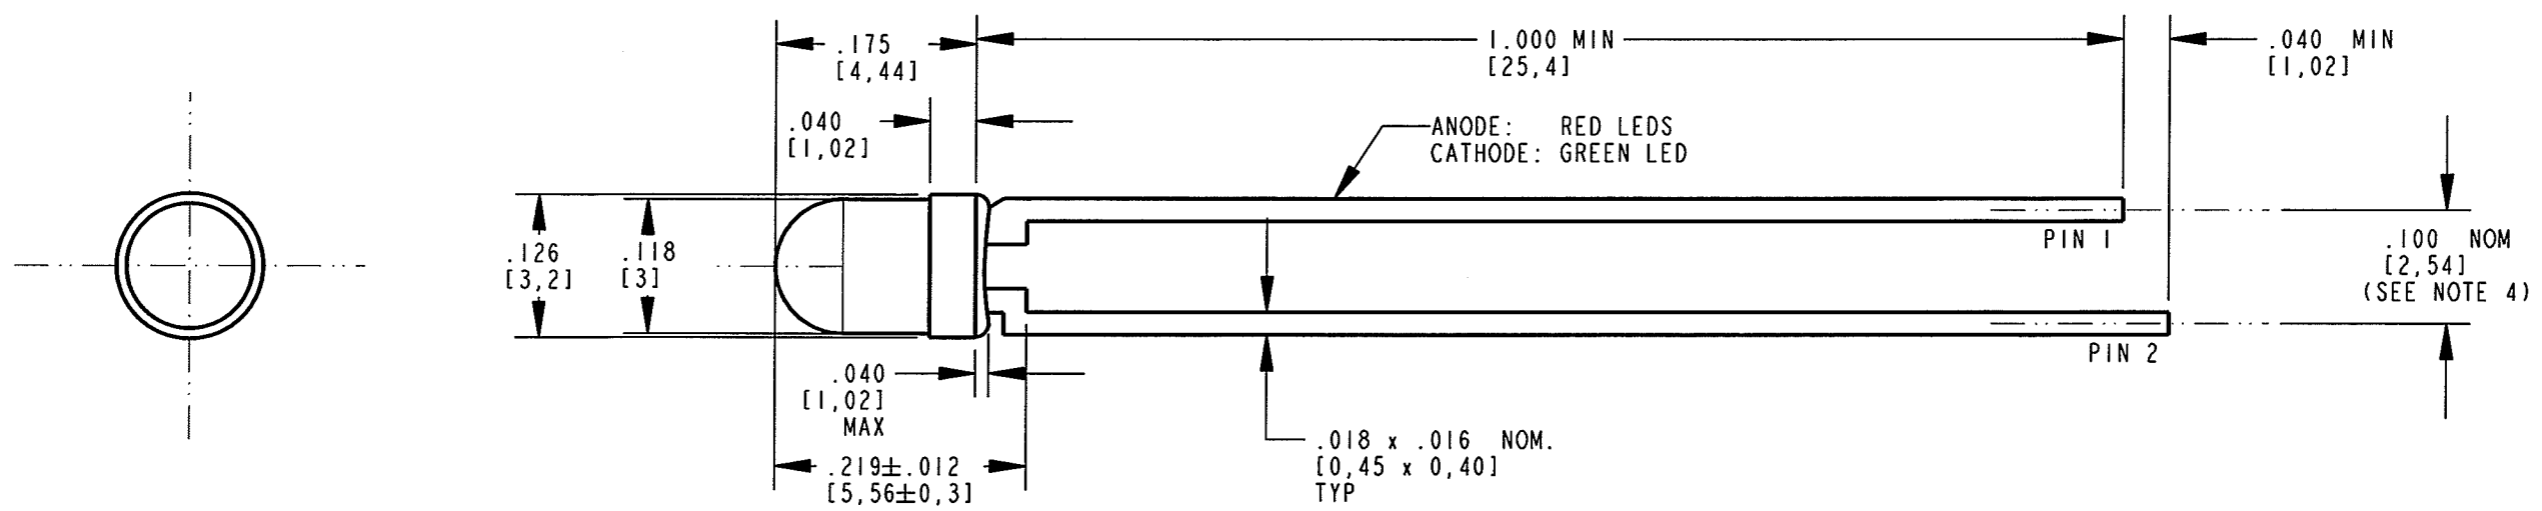 .175
[4,44]
1.000 MIN
[25,4]
.040 MIN
[1,02]
.040
[1,02]
ANODE: RED LEDS
CATHODE: GREEN LED
.126
[3,2]
.118
[3]
PIN 1
.100 NOM
[2,54]
(SEE NOTE 4)
PIN 2
.040
[1,02]
MAX
.018 x .016 NOM.
[0,45 x 0,40]
TYP
.219±.012
[5,56±0,3]